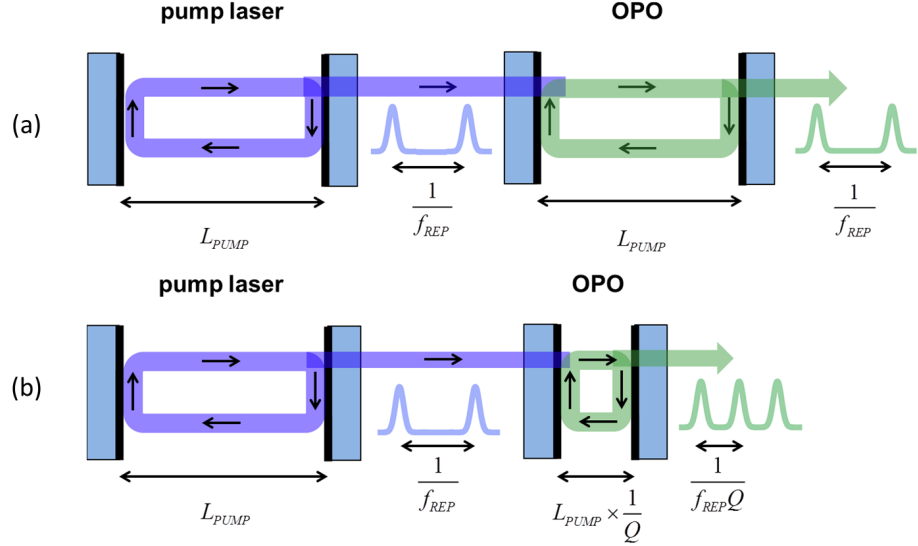 pump laser OPO
(a)
1/f_REP 1/f_REP
L_PUMP L_PUMP
pump laser OPO
(b)
1/f_REP 1/(f_REP Q)
L_PUMP L_PUMP × 1/Q